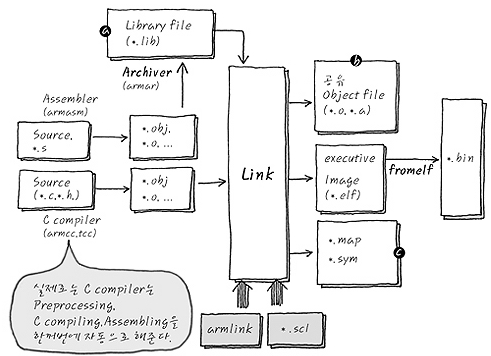 a
Library file
(*.lib)
Archiver
(armar)
Assembler
(armasm)
Source.
*.s
*.obj.
*.o. ...
Source
(*.c.*.h.)
*.obj
*.o. ...
C compiler
(armcc.tcc)
Link
b
공유
Object file
(*.o.*.a)
executive
Image
(*.elf)
fromelf
*.bin
*.map
*.sym
c
armlink
*.scl
실제로는 C compiler는
Preprocessing.
C compiling.Assembling을
한꺼번에 자동으로 해준다.